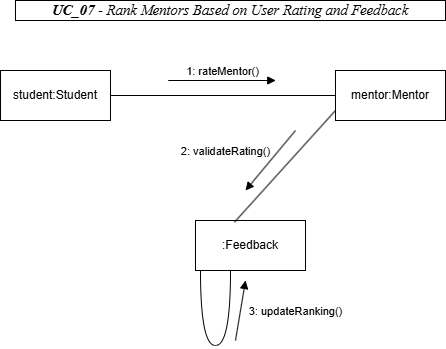 UC_07 - Rank Mentors Based on User Rating and Feedback
1: rateMentor()
student:Student
mentor:Mentor
2: validateRating()
:Feedback
3: updateRanking()